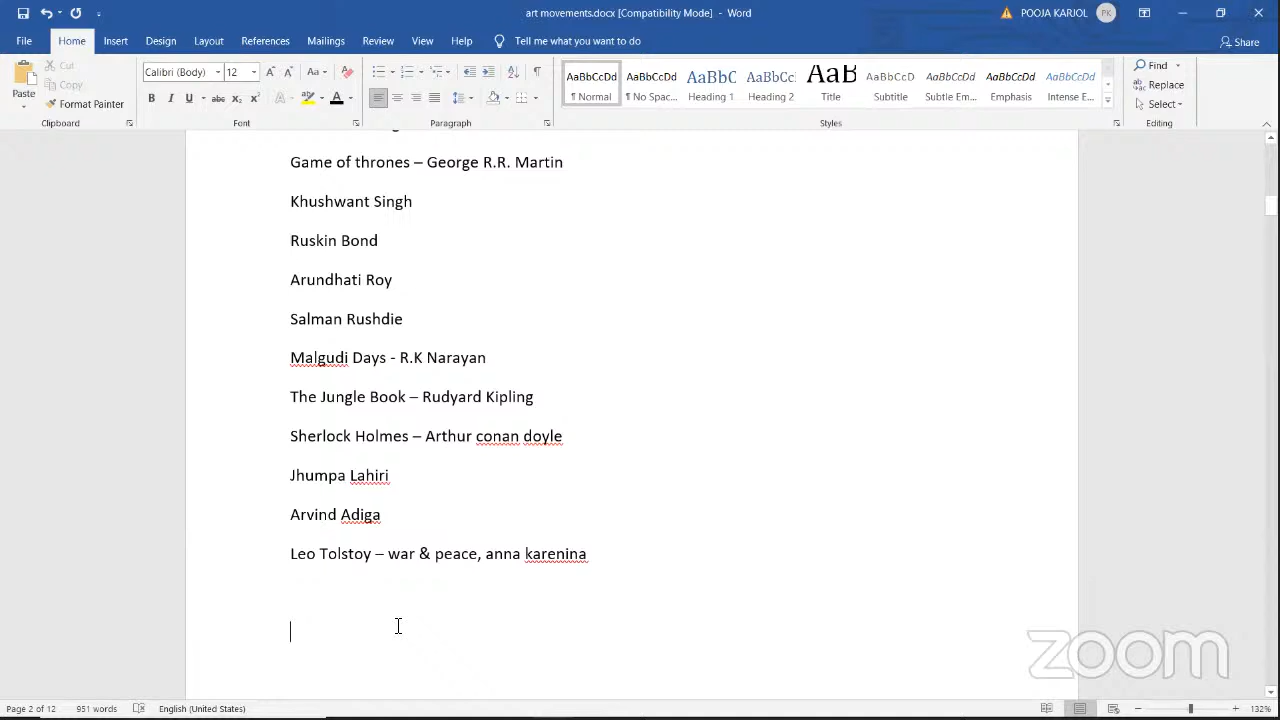 art movements.docx [Compatibility Mode] - Word
POOJA KARJOL PK
File Home Insert Design Layout References Mailings Review View Help Tell me what you want to do Share
Paste Cut Copy Format Painter
Calibri (Body) 12
AaBbCcDd ¶ Normal
AaBbCcDd ¶ No Spac...
AaBbC Heading 1
AaBbCc Heading 2
AaB Title
AaBbCcD Subtitle
AaBbCcDd Subtle Em...
AaBbCcDd Emphasis
AaBbCcDd Intense E...
Find
Replace
Select
Clipboard Font Paragraph Styles Editing
Game of thrones – George R.R. Martin
Khushwant Singh
Ruskin Bond
Arundhati Roy
Salman Rushdie
Malgudi Days - R.K Narayan
The Jungle Book – Rudyard Kipling
Sherlock Holmes – Arthur conan doyle
Jhumpa Lahiri
Arvind Adiga
Leo Tolstoy – war & peace, anna karenina
zoom
Page 2 of 12 951 words English (United States) 132%